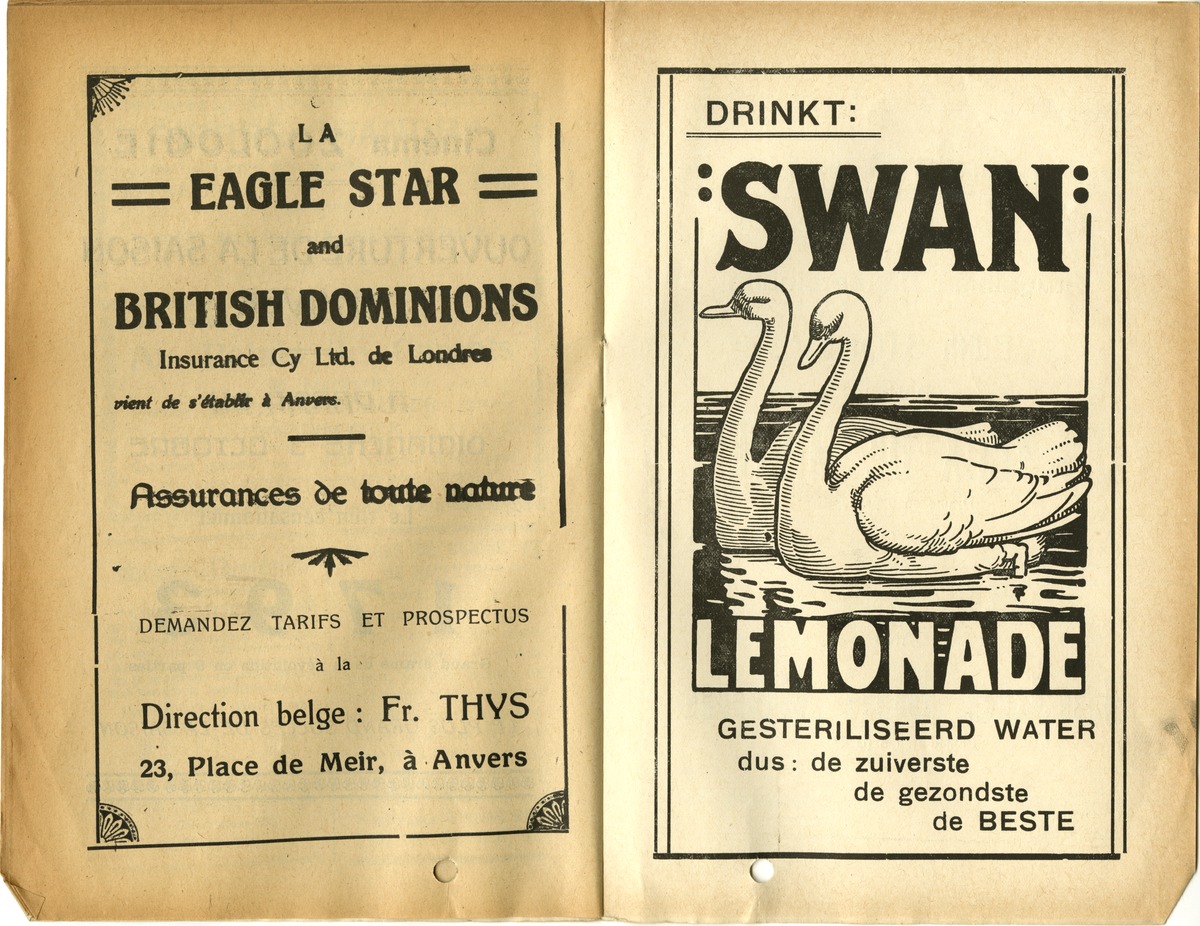 LA
EAGLE STAR
and
BRITISH DOMINIONS
Insurance Cy Ltd. de Londres
vient de s'établir à Anvers.
Assurances de toute nature
DEMANDEZ TARIFS ET PROSPECTUS
à la
Direction belge : Fr. THYS
23, Place de Meir, à Anvers
DRINKT:
SWAN
LEMONADE
GESTERILISEERD WATER
dus : de zuiverste
de gezondste
de BESTE